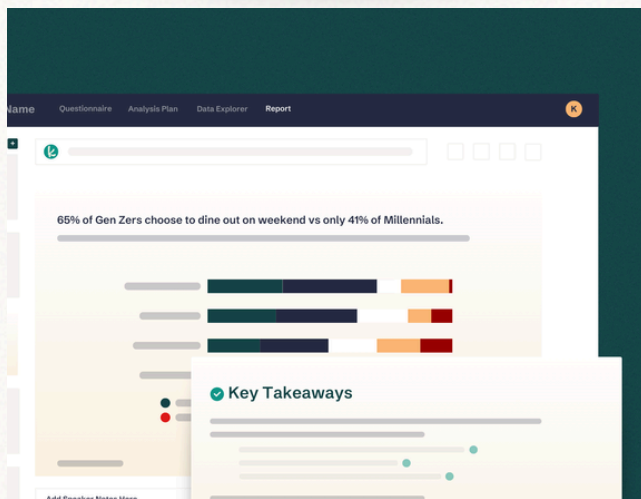 Name
Questionnaire Analysis Plan Data Explorer Report K
65% of Gen Zers choose to dine out on weekend vs only 41% of Millennials.
Key Takeaways
Add Speaker Notes Here